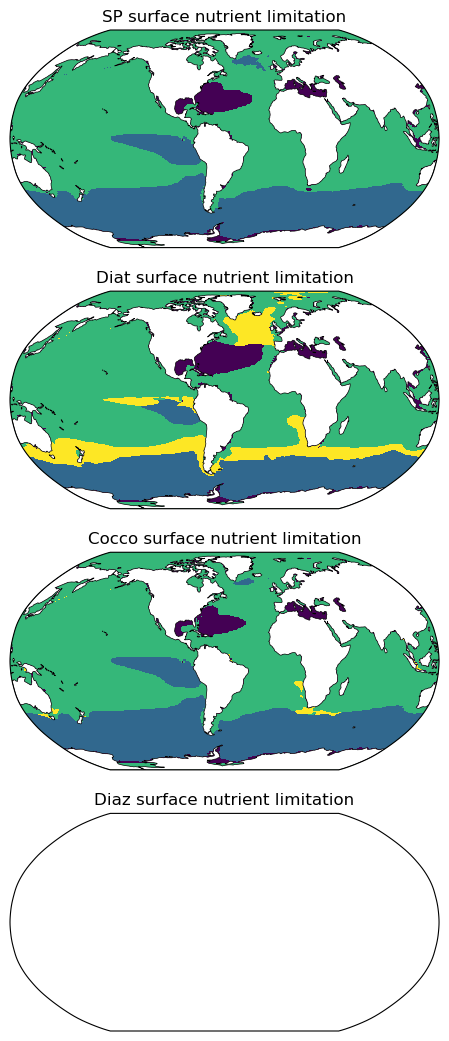 SP surface nutrient limitation
Diat surface nutrient limitation
Cocco surface nutrient limitation
Diaz surface nutrient limitation